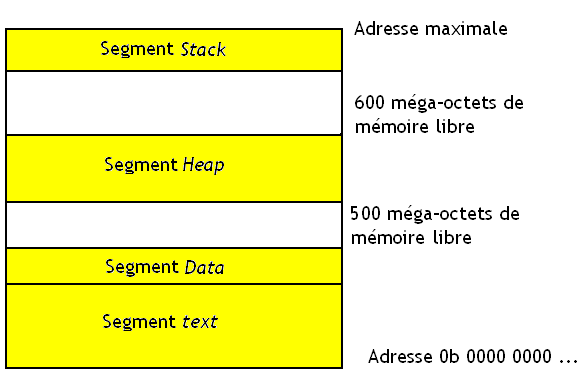 Adresse maximale
Segment Stack
600 méga-octets de
mémoire libre
Segment Heap
500 méga-octets de
mémoire libre
Segment Data
Segment text
Adresse 0b 0000 0000 ...